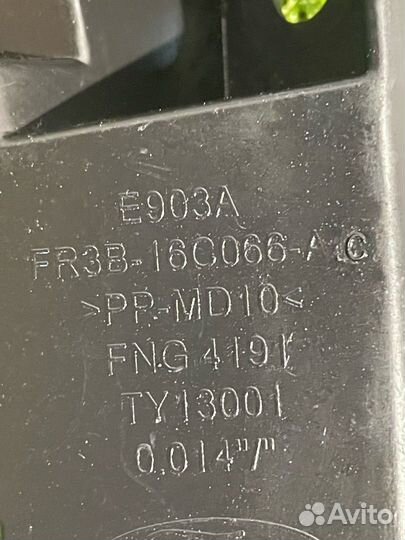 E903A
FR3B-16C066-AC
>PP-MD10<
FNG 4191
TY13001
0.014"/"
Avito